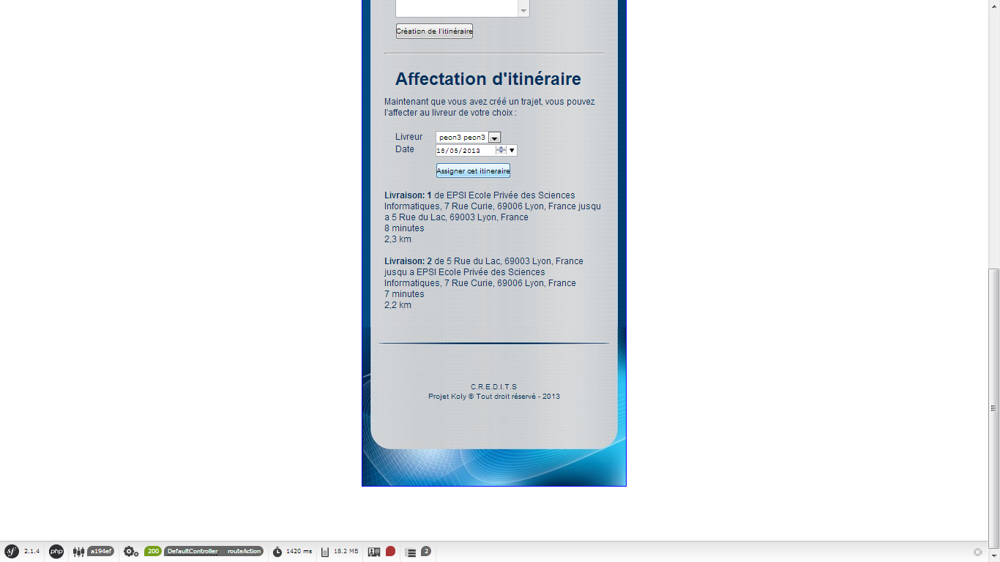 Création de l'itinéraire
Affectation d'itinéraire
Maintenant que vous avez créé un trajet, vous pouvez
l'affecter au livreur de votre choix :
Livreur peon3 peon3
Date 18/05/2013
Assigner cet itineraire
Livraison: 1 de EPSI Ecole Privée des Sciences
Informatiques, 7 Rue Curie, 69006 Lyon, France jusqu
a 5 Rue du Lac, 69003 Lyon, France
8 minutes
2,3 km
Livraison: 2 de 5 Rue du Lac, 69003 Lyon, France
jusqu a EPSI Ecole Privée des Sciences
Informatiques, 7 Rue Curie, 69006 Lyon, France
7 minutes
2,2 km
C.R.E.D.I.T.S
Projet Koly © Tout droit réservé - 2013
sf 2.1.4 php a194ef 200 DefaultController :: routeAction 1420 ms 18.2 MB 2